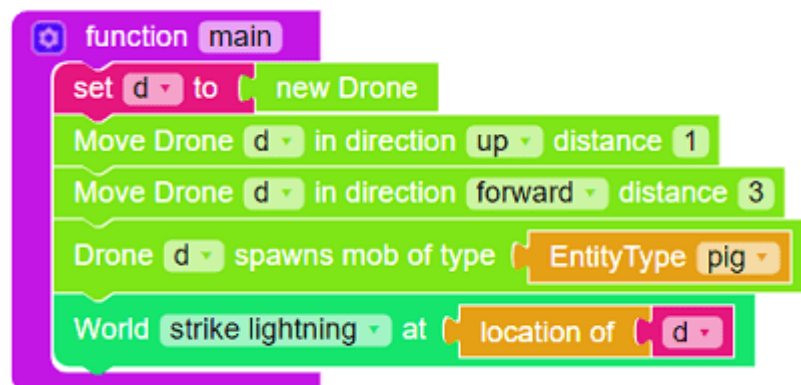 function main
set d to new Drone
Move Drone d in direction up distance 1
Move Drone d in direction forward distance 3
Drone d spawns mob of type EntityType pig
World strike lightning at location of d